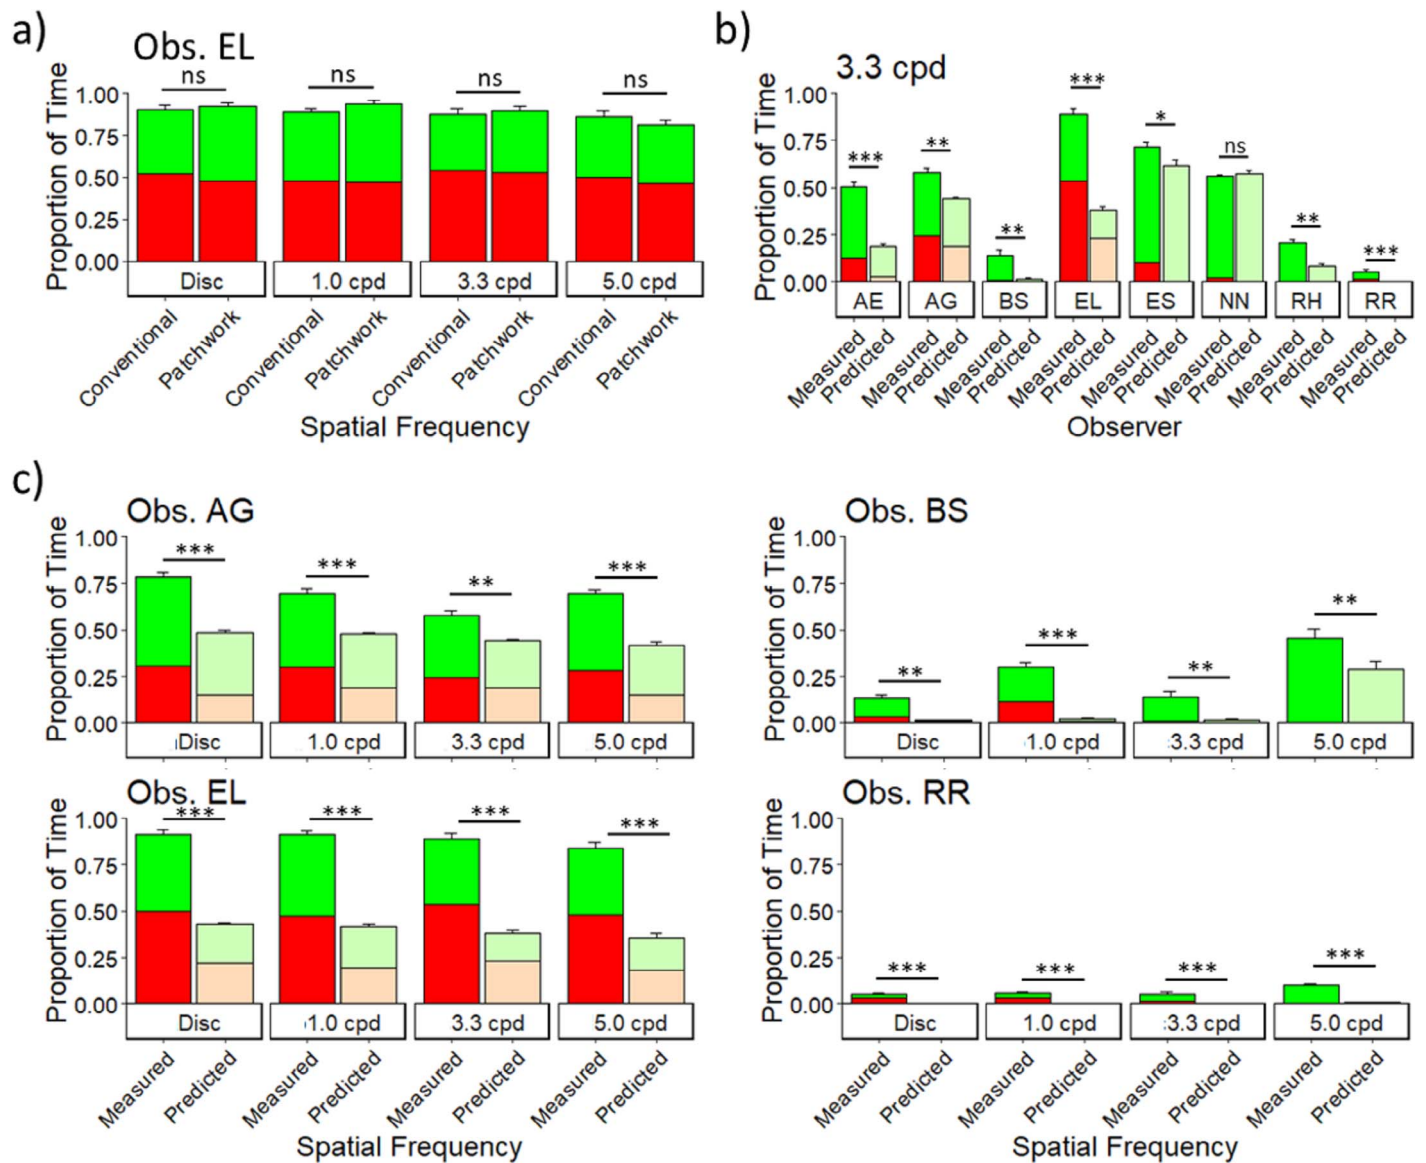 a)
Obs. EL
ns ns ns ns
Proportion of Time
1.00
0.75
0.50
0.25
0.00
Disc 1.0 cpd 3.3 cpd 5.0 cpd
Conventional Patchwork Conventional Patchwork Conventional Patchwork Conventional Patchwork
Spatial Frequency
b)
3.3 cpd
*** ** ** *** * ns ** ***
Proportion of Time
1.00
0.75
0.50
0.25
0.00
AE AG BS EL ES NN RH RR
Measured Predicted Measured Predicted Measured Predicted Measured Predicted Measured Predicted Measured Predicted Measured Predicted Measured Predicted
Observer
c)
Obs. AG
*** *** ** ***
Proportion of Time
1.00
0.75
0.50
0.25
0.00
Disc 1.0 cpd 3.3 cpd 5.0 cpd
Obs. BS
** *** ** **
Proportion of Time
1.00
0.75
0.50
0.25
0.00
Disc 1.0 cpd 3.3 cpd 5.0 cpd
Obs. EL
*** *** *** ***
Proportion of Time
1.00
0.75
0.50
0.25
0.00
Disc 1.0 cpd 3.3 cpd 5.0 cpd
Measured Predicted Measured Predicted Measured Predicted Measured Predicted
Spatial Frequency
Obs. RR
*** *** *** ***
Proportion of Time
1.00
0.75
0.50
0.25
0.00
Disc 1.0 cpd 3.3 cpd 5.0 cpd
Measured Predicted Measured Predicted Measured Predicted Measured Predicted
Spatial Frequency